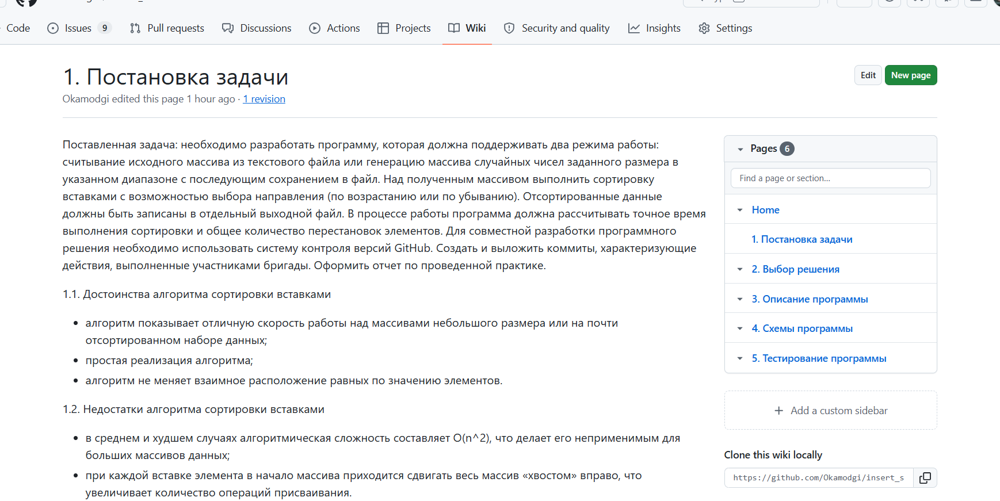 Code
Issues 9
Pull requests
Discussions
Actions
Projects
Wiki
Security and quality
Insights
Settings
1. Постановка задачи
Edit
New page
Okamodgi edited this page 1 hour ago · 1 revision
Поставленная задача: необходимо разработать программу, которая должна поддерживать два режима работы:
считывание исходного массива из текстового файла или генерацию массива случайных чисел заданного размера в
указанном диапазоне с последующим сохранением в файл. Над полученным массивом выполнить сортировку
вставками с возможностью выбора направления (по возрастанию или по убыванию). Отсортированные данные
должны быть записаны в отдельный выходной файл. В процессе работы программа должна рассчитывать точное время
выполнения сортировки и общее количество перестановок элементов. Для совместной разработки программного
решения необходимо использовать систему контроля версий GitHub. Создать и выложить коммиты, характеризующие
действия, выполненные участниками бригады. Оформить отчет по проведенной практике.
1.1. Достоинства алгоритма сортировки вставками
• алгоритм показывает отличную скорость работы над массивами небольшого размера или на почти
отсортированном наборе данных;
• простая реализация алгоритма;
• алгоритм не меняет взаимное расположение равных по значению элементов.
1.2. Недостатки алгоритма сортировки вставками
• в среднем и худшем случаях алгоритмическая сложность составляет O(n^2), что делает его неприменимым для
больших массивов данных;
• при каждой вставке элемента в начало массива приходится сдвигать весь массив «хвостом» вправо, что
увеличивает количество операций присваивания.
Pages 6
Find a page or section...
Home
1. Постановка задачи
2. Выбор решения
3. Описание программы
4. Схемы программы
5. Тестирование программы
Add a custom sidebar
Clone this wiki locally
https://github.com/Okamodgi/insert_s